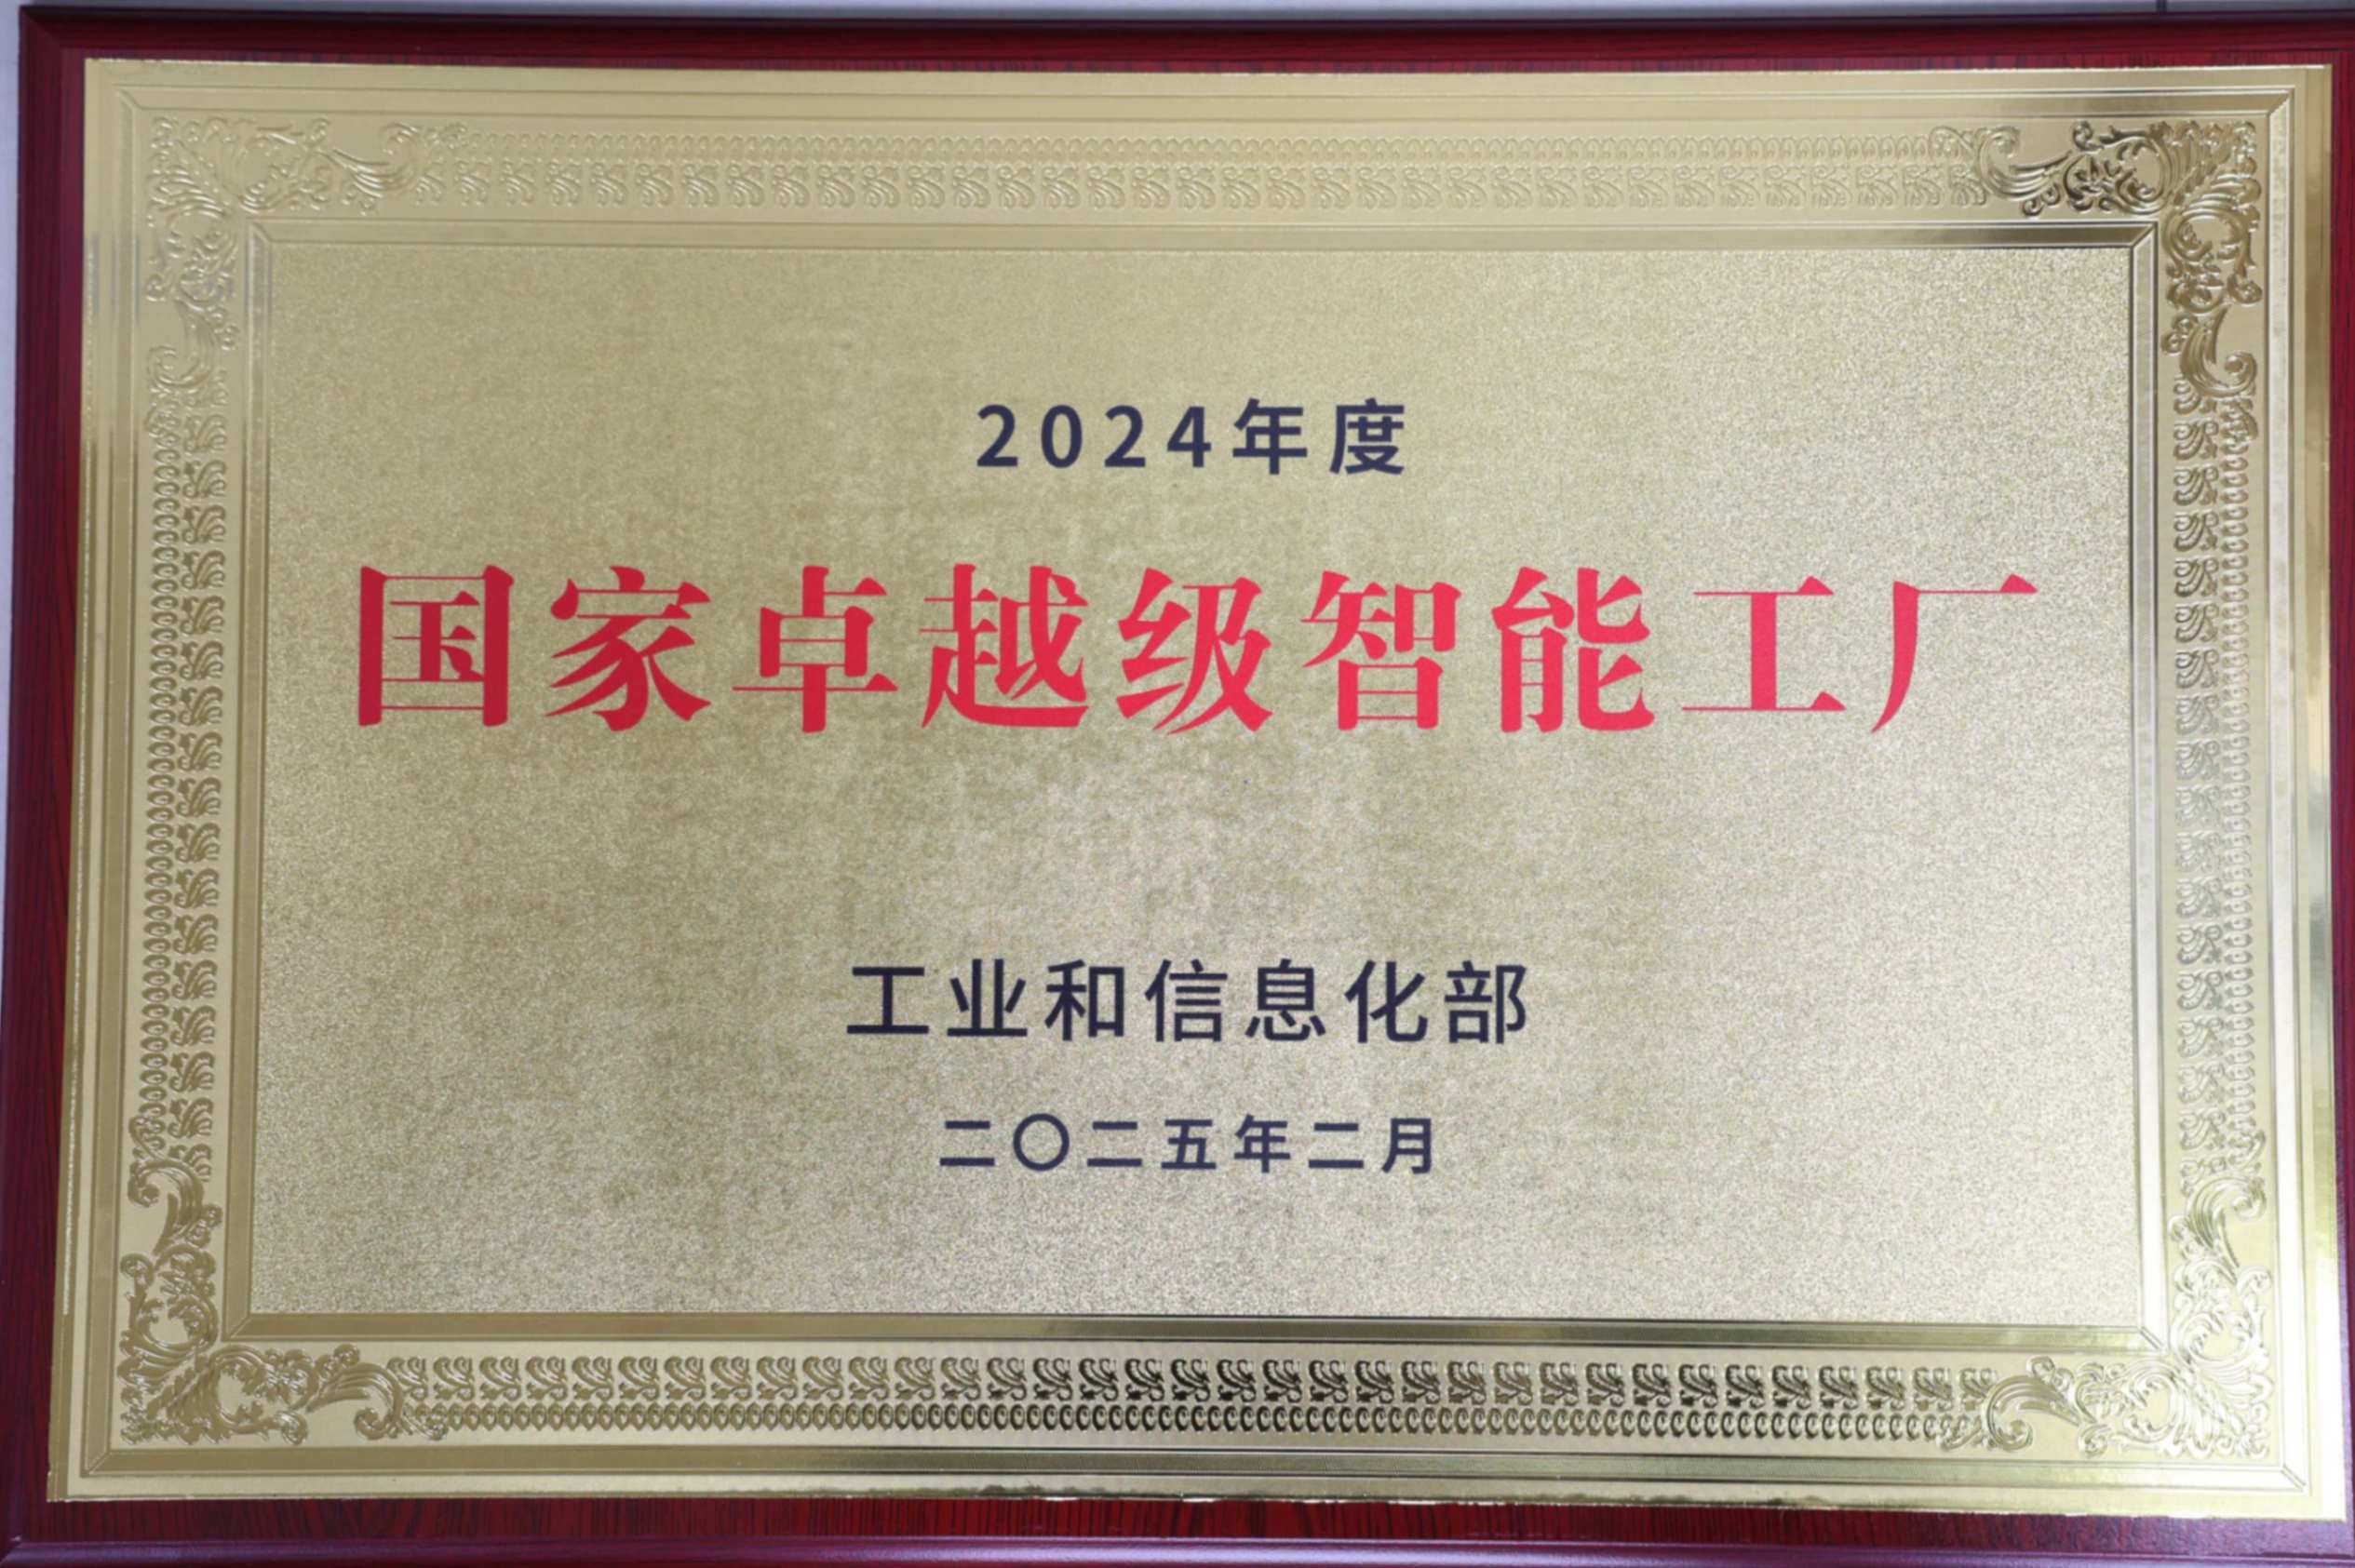 2024年度
国家卓越级智能工厂
工业和信息化部
二〇二五年二月